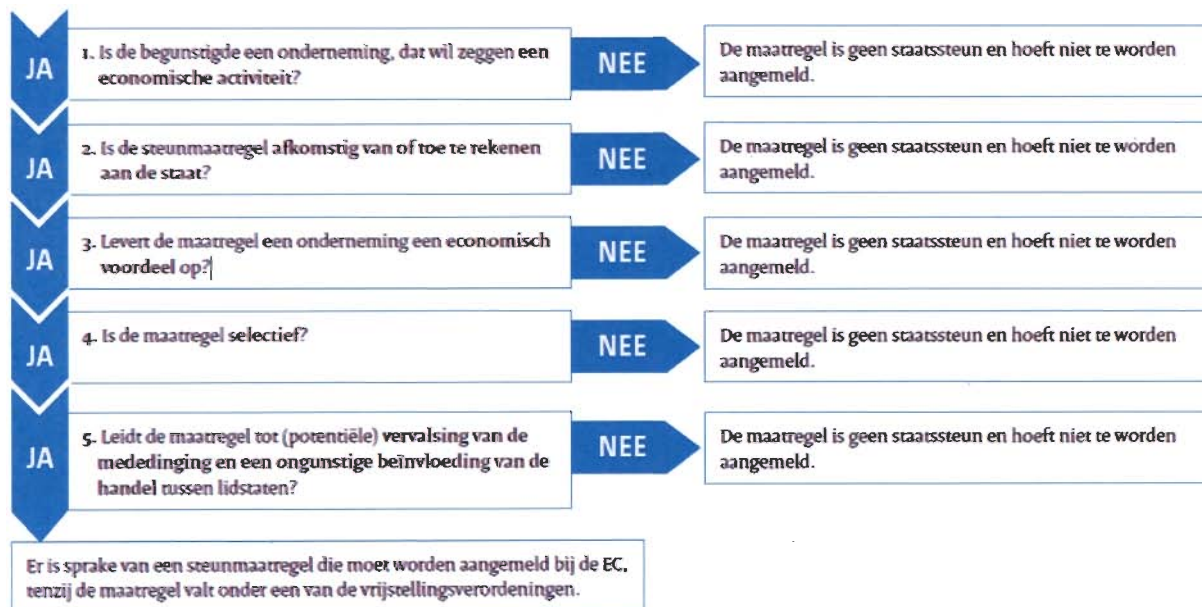 JA
1. Is de begunstigde een onderneming, dat wil zeggen een
economische activiteit?
NEE
De maatregel is geen staatssteun en hoeft niet te worden
aangemeld.
JA
2. Is de steunmaatregel afkomstig van of toe te rekenen
aan de staat?
NEE
De maatregel is geen staatssteun en hoeft niet te worden
aangemeld.
JA
3. Levert de maatregel een onderneming een economisch
voordeel op?
NEE
De maatregel is geen staatssteun en hoeft niet te worden
aangemeld.
JA
4. Is de maatregel selectief?
NEE
De maatregel is geen staatssteun en hoeft niet te worden
aangemeld.
JA
5. Leidt de maatregel tot (potentiële) vervalsing van de
mededinging en een ongunstige beïnvloeding van de
handel tussen lidstaten?
NEE
De maatregel is geen staatssteun en hoeft niet te worden
aangemeld.
Er is sprake van een steunmaatregel die moet worden aangemeld bij de EC,
tenzij de maatregel valt onder een van de vrijstellingsverordeningen.